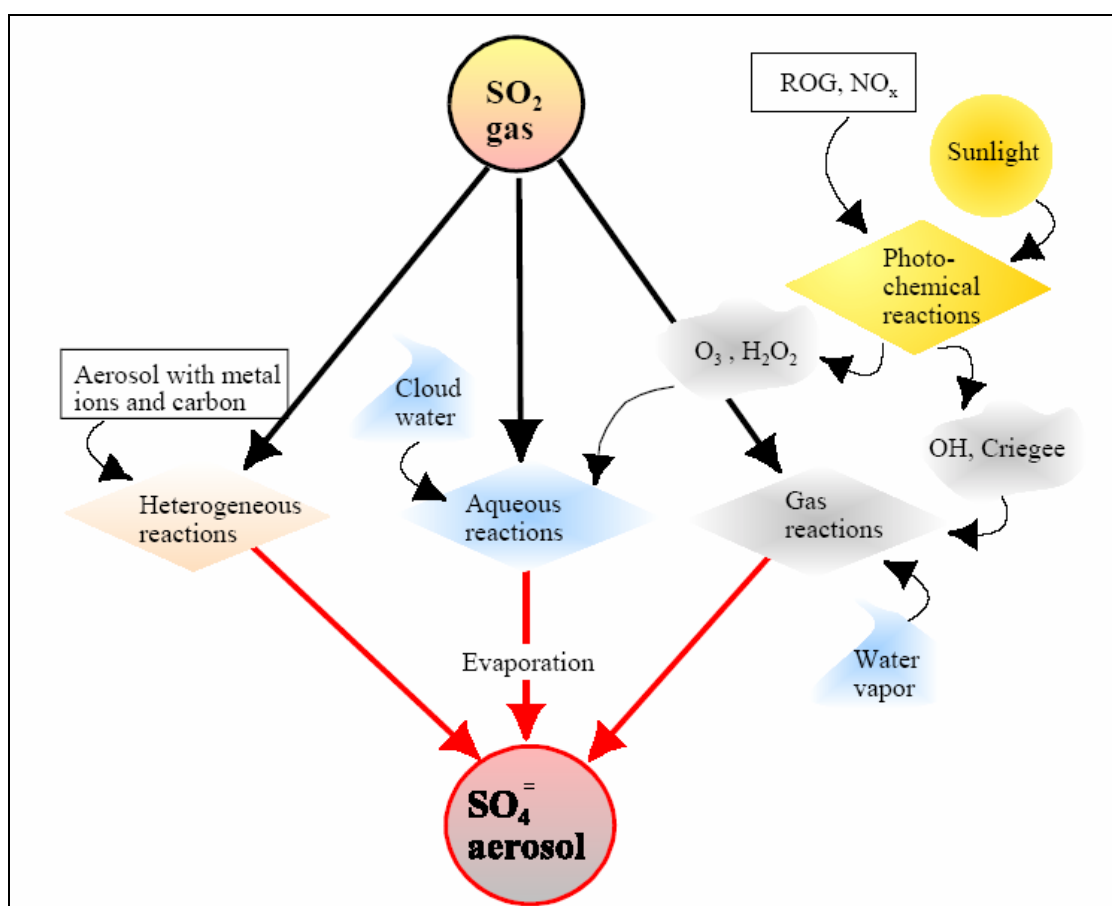 SO₂
gas
ROG, NOₓ
Sunlight
Photo-
chemical
reactions
O₃ , H₂O₂
Aerosol with metal
ions and carbon
Cloud
water
OH, Criegee
Heterogeneous
reactions
Aqueous
reactions
Gas
reactions
Evaporation
Water
vapor
SO₄⁼
aerosol